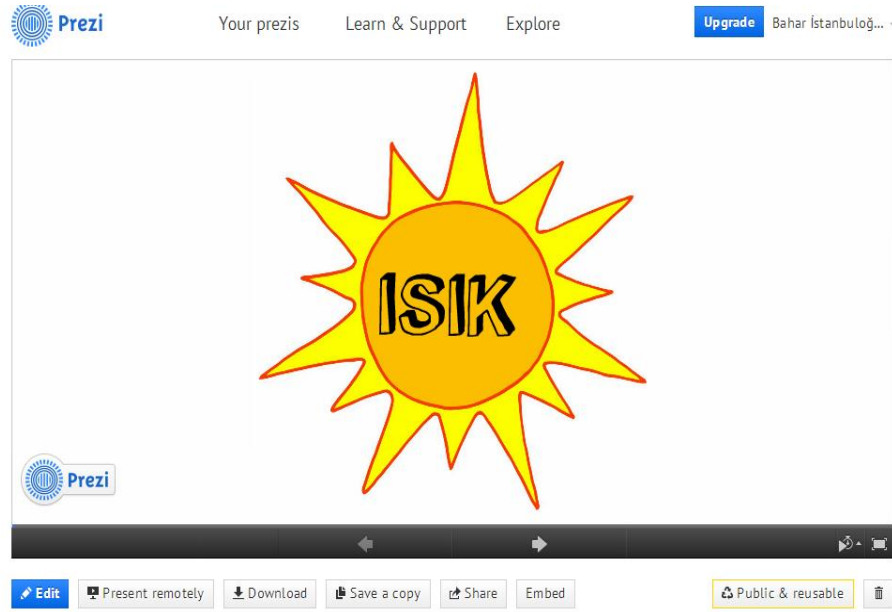 Prezi Your prezis Learn & Support Explore Upgrade Bahar İstanbuloğ...
ISIK
Prezi
Edit Present remotely Download Save a copy Share Embed Public & reusable